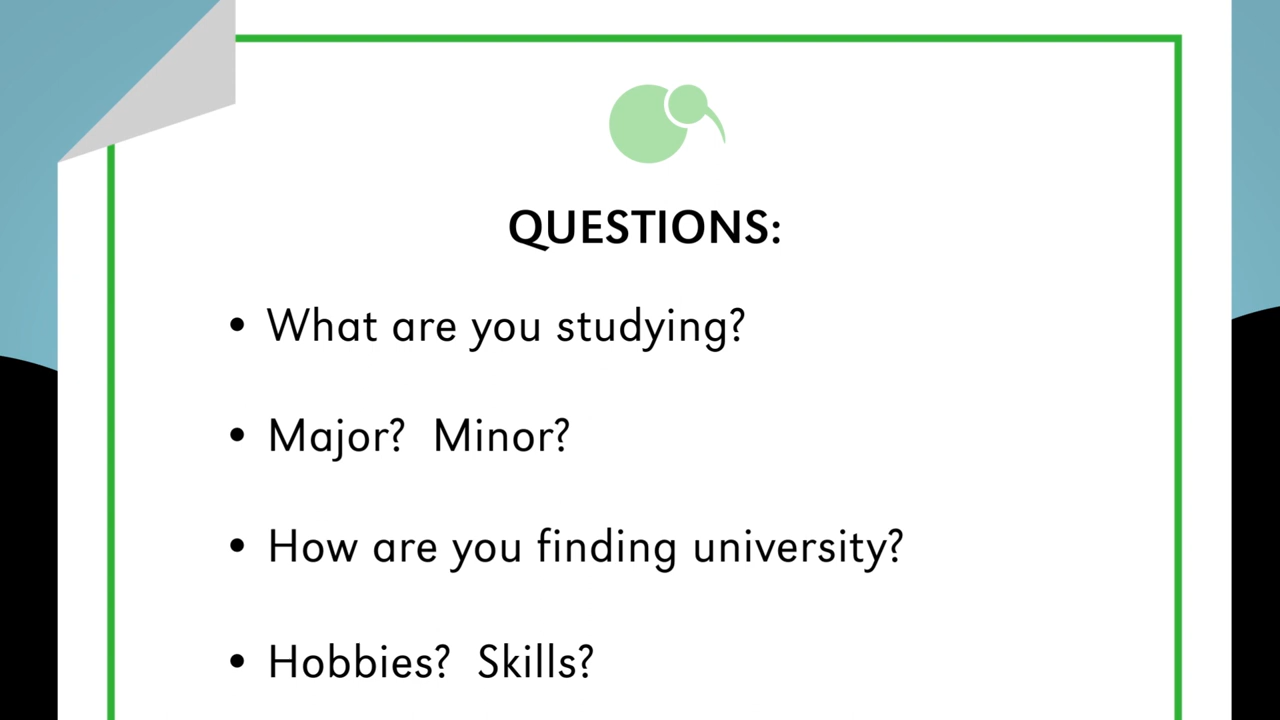 QUESTIONS:
• What are you studying?
• Major? Minor?
• How are you finding university?
• Hobbies? Skills?